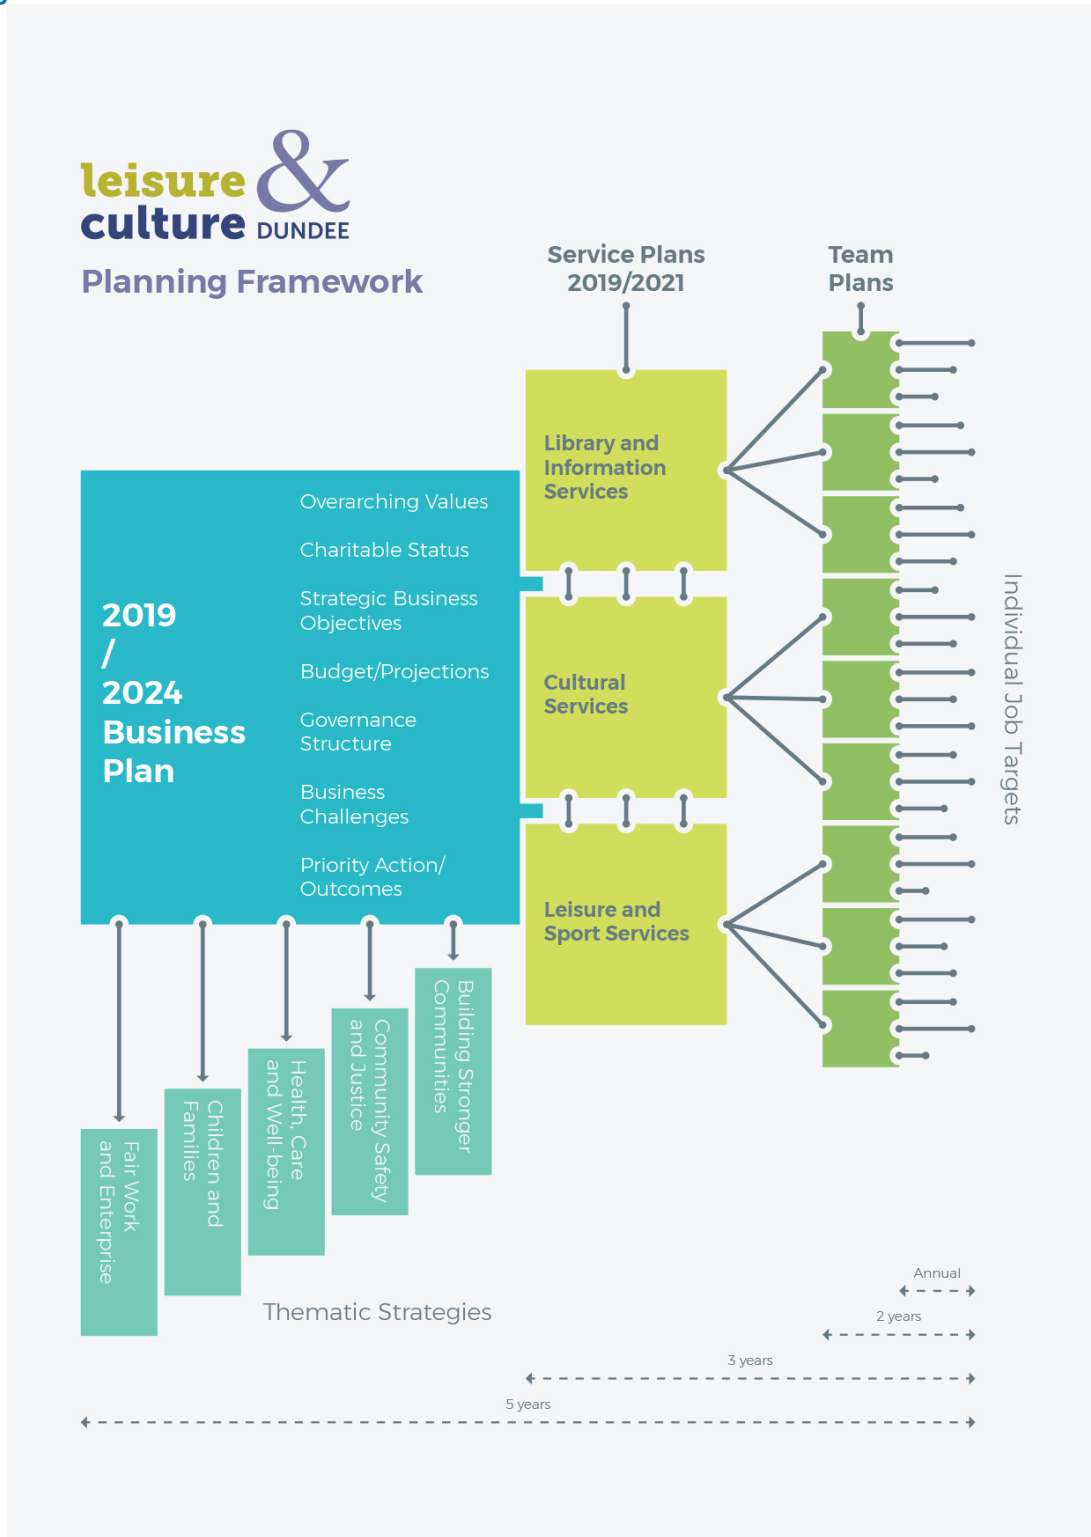 leisure &
culture DUNDEE
Planning Framework
Service Plans
2019/2021
Team
Plans
Library and
Information
Services
Cultural
Services
Leisure and
Sport Services
2019
/
2024
Business
Plan
Overarching Values
Charitable Status
Strategic Business
Objectives
Budget/Projections
Governance
Structure
Business
Challenges
Priority Action/
Outcomes
Individual Job Targets
Fair Work
and Enterprise
Children and
Families
Health, Care
and Well-being
Community Safety
and Justice
Building Stronger
Communities
Thematic Strategies
Annual
2 years
3 years
5 years